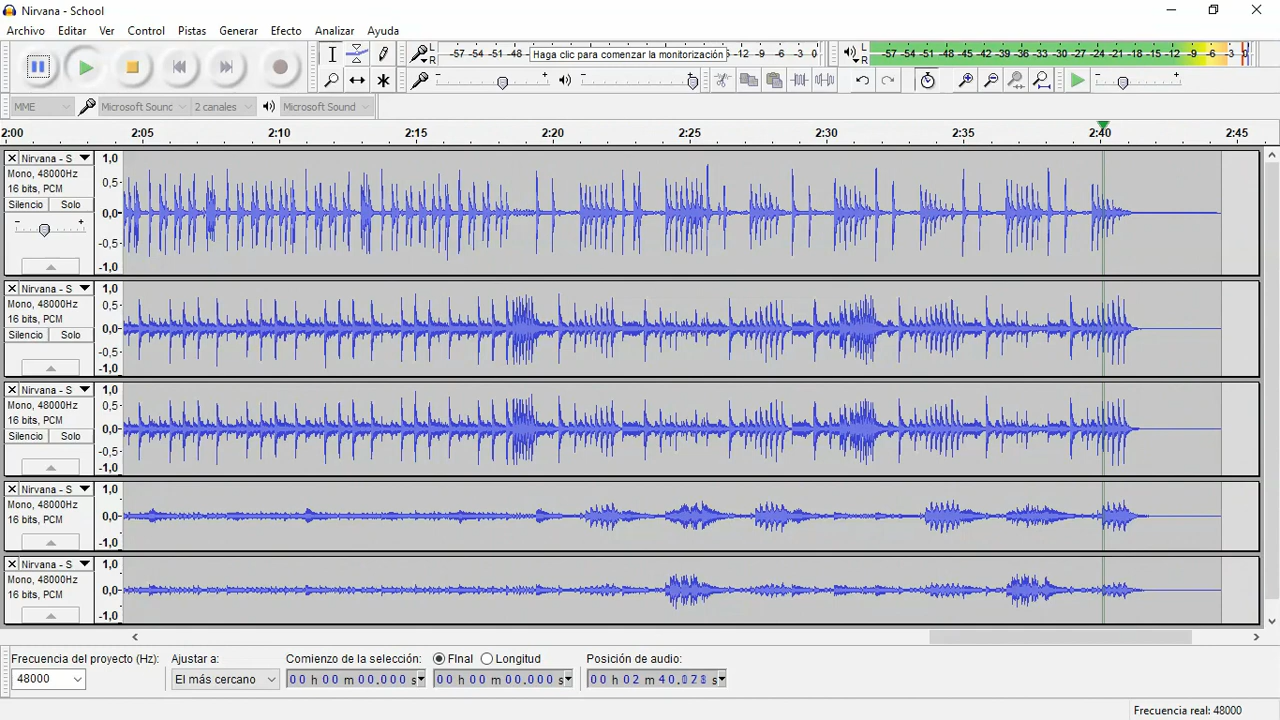 Nirvana - School
Archivo Editar Ver Control Pistas Generar Efecto Analizar Ayuda
L R -57 -54 -51 -48 Haga clic para comenzar la monitorización -12 -9 -6 -3 0
L R -57 -54 -51 -48 -45 -42 -39 -36 -33 -30 -27 -24 -21 -18 -15 -12 -9 -6 -3 0
- + - +
- +
MME Microsoft Sounc 2 canales Microsoft Sound
2:00 2:05 2:10 2:15 2:20 2:25 2:30 2:35 2:40 2:45
Nirvana - S
Mono, 48000Hz
16 bits, PCM
Silencio Solo
- +
1,0
0,5
0,0
-0,5
-1,0
Nirvana - S
Mono, 48000Hz
16 bits, PCM
Silencio Solo
1,0
0,5
0,0
-0,5
-1,0
Nirvana - S
Mono, 48000Hz
16 bits, PCM
Silencio Solo
1,0
0,5
0,0
-0,5
-1,0
Nirvana - S
Mono, 48000Hz
16 bits, PCM
1,0
0,0
-1,0
Nirvana - S
Mono, 48000Hz
16 bits, PCM
1,0
0,0
-1,0
Frecuencia del proyecto (Hz): Ajustar a: Comienzo de la selección: FInal Longitud Posición de audio:
48000 El más cercano 00 h 00 m 00.000 s 00 h 00 m 00.000 s 00 h 02 m
Frecuencia real: 48000